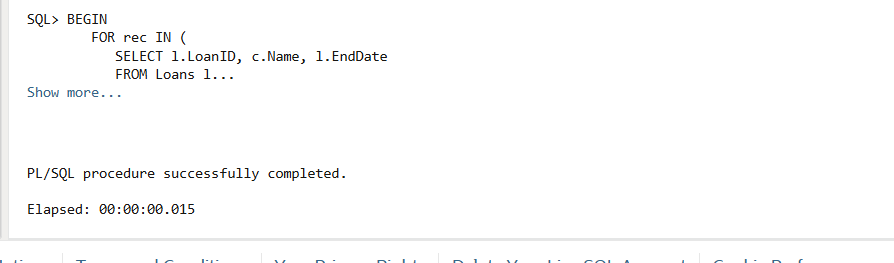 SQL> BEGIN
FOR rec IN (
SELECT l.LoanID, c.Name, l.EndDate
FROM Loans l...
Show more...
PL/SQL procedure successfully completed.
Elapsed: 00:00:00.015